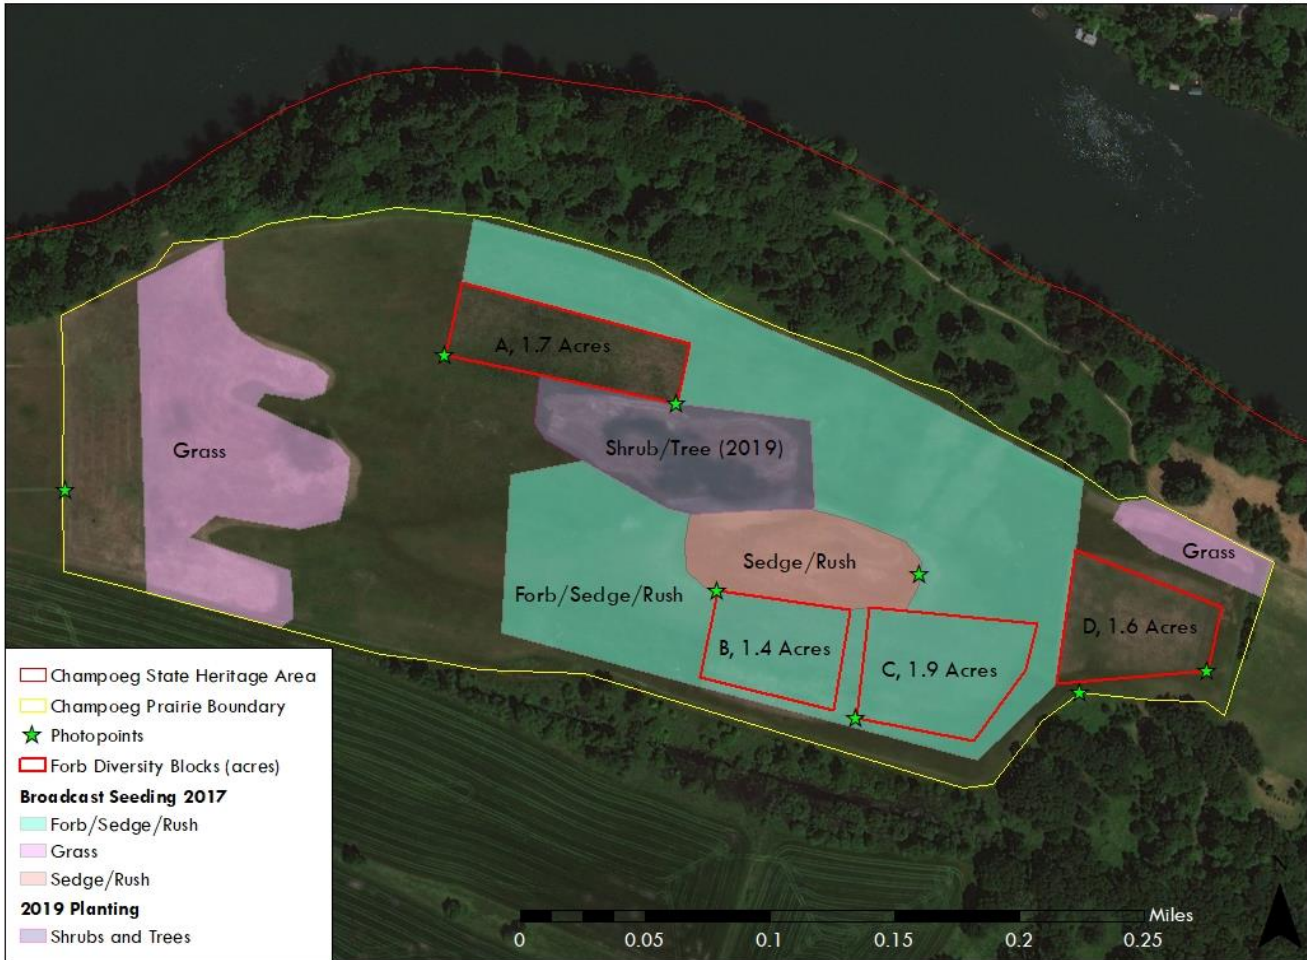 A, 1.7 Acres
Shrub/Tree (2019)
Grass
Grass
Sedge/Rush
Forb/Sedge/Rush
B, 1.4 Acres
C, 1.9 Acres
D, 1.6 Acres
Champoeg State Heritage Area
Champoeg Prairie Boundary
Photopoints
Forb Diversity Blocks (acres)
Broadcast Seeding 2017
Forb/Sedge/Rush
Grass
Sedge/Rush
2019 Planting
Shrubs and Trees
N
Miles
0 0.05 0.1 0.15 0.2 0.25